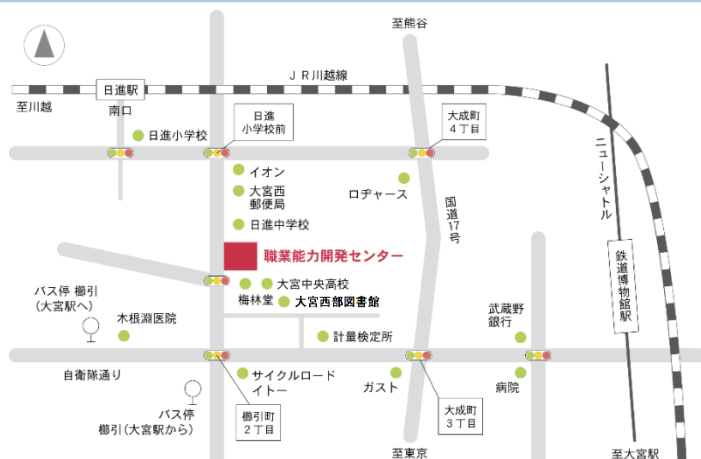 至熊谷
ＪＲ川越線
日進駅
至川越
南口
日進
小学校前
大成町
４丁目
日進小学校
イオン
大宮西
郵便局
ロヂャース
日進中学校
国道17号
ニューシャトル
職業能力開発センター
鉄道博物館駅
大宮中央高校
梅林堂
大宮西部図書館
バス停 櫛引
（大宮駅へ）
木根淵医院
武蔵野
銀行
計量検定所
自衛隊通り
サイクルロード
イトー
ガスト
病院
バス停
櫛引(大宮駅から)
櫛引町
２丁目
大成町
３丁目
至東京
至大宮駅